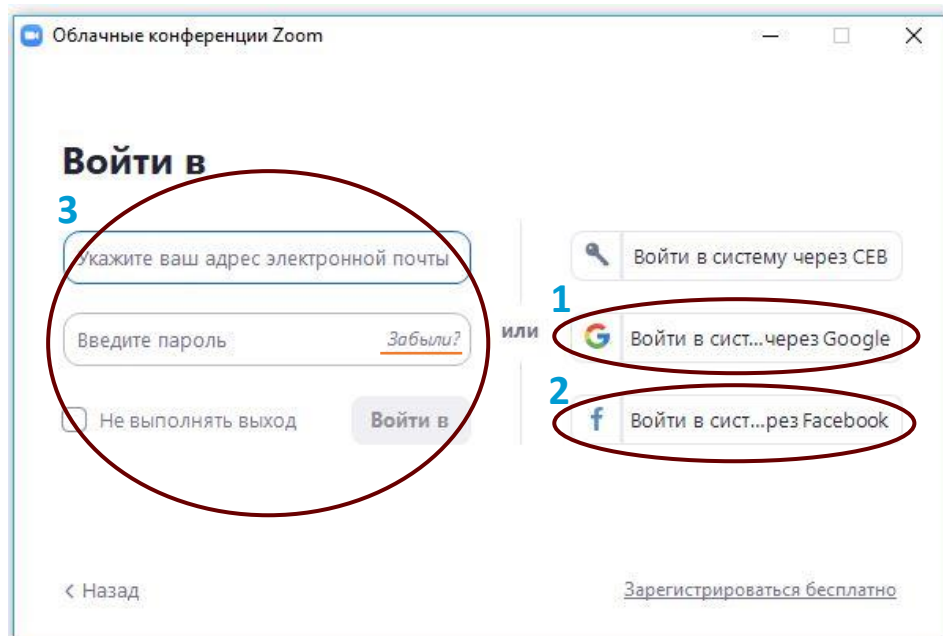 Облачные конференции Zoom
Войти в
3
Укажите ваш адрес электронной почты
Введите пароль
Забыли?
Не выполнять выход
Войти в
или
Войти в систему через СЕВ
1
Войти в сист...через Google
2
Войти в сист...рез Facebook
< Назад
Зарегистрироваться бесплатно